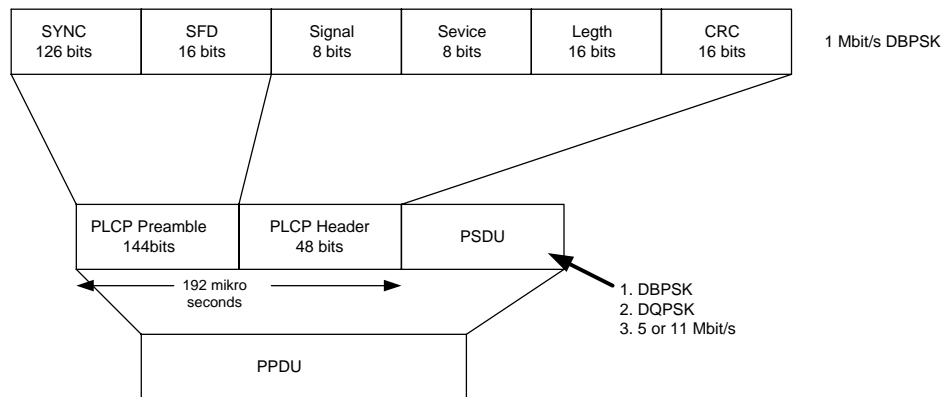 SYNC
126 bits
SFD
16 bits
Signal
8 bits
Sevice
8 bits
Legth
16 bits
CRC
16 bits
1 Mbit/s DBPSK
PLCP Preamble
144bits
PLCP Header
48 bits
PSDU
192 mikro
seconds
1. DBPSK
2. DQPSK
3. 5 or 11 Mbit/s
PPDU